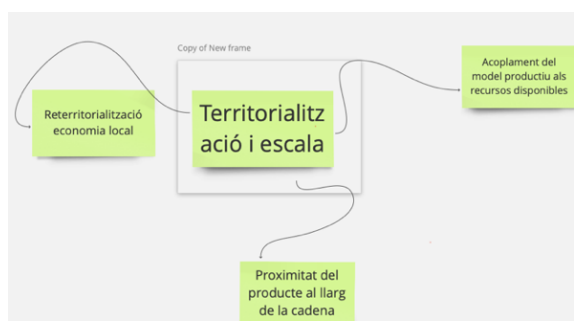 Copy of New frame
Territorialitz
ació i escala
Reterritorialització
economia local
Acoplament del
model productiu als
recursos disponibles
Proximitat del
producte al llarg
de la cadena